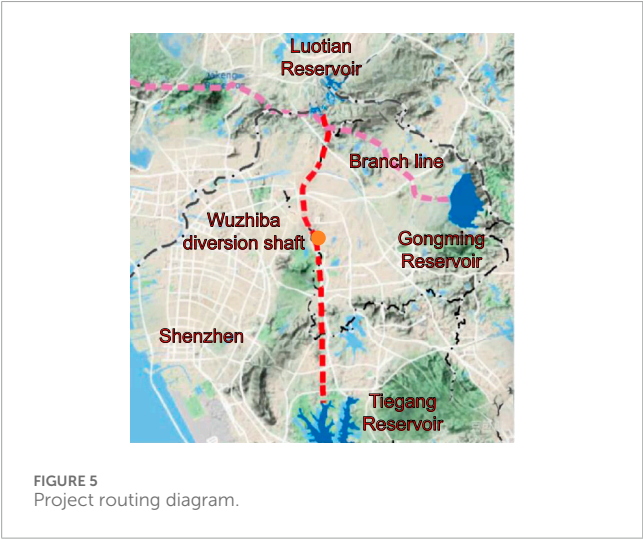 Luotian
Reservoir
Branch line
Wuzhiba
diversion shaft
Gongming
Reservoir
Shenzhen
Tiegang
Reservoir
FIGURE 5
Project routing diagram.